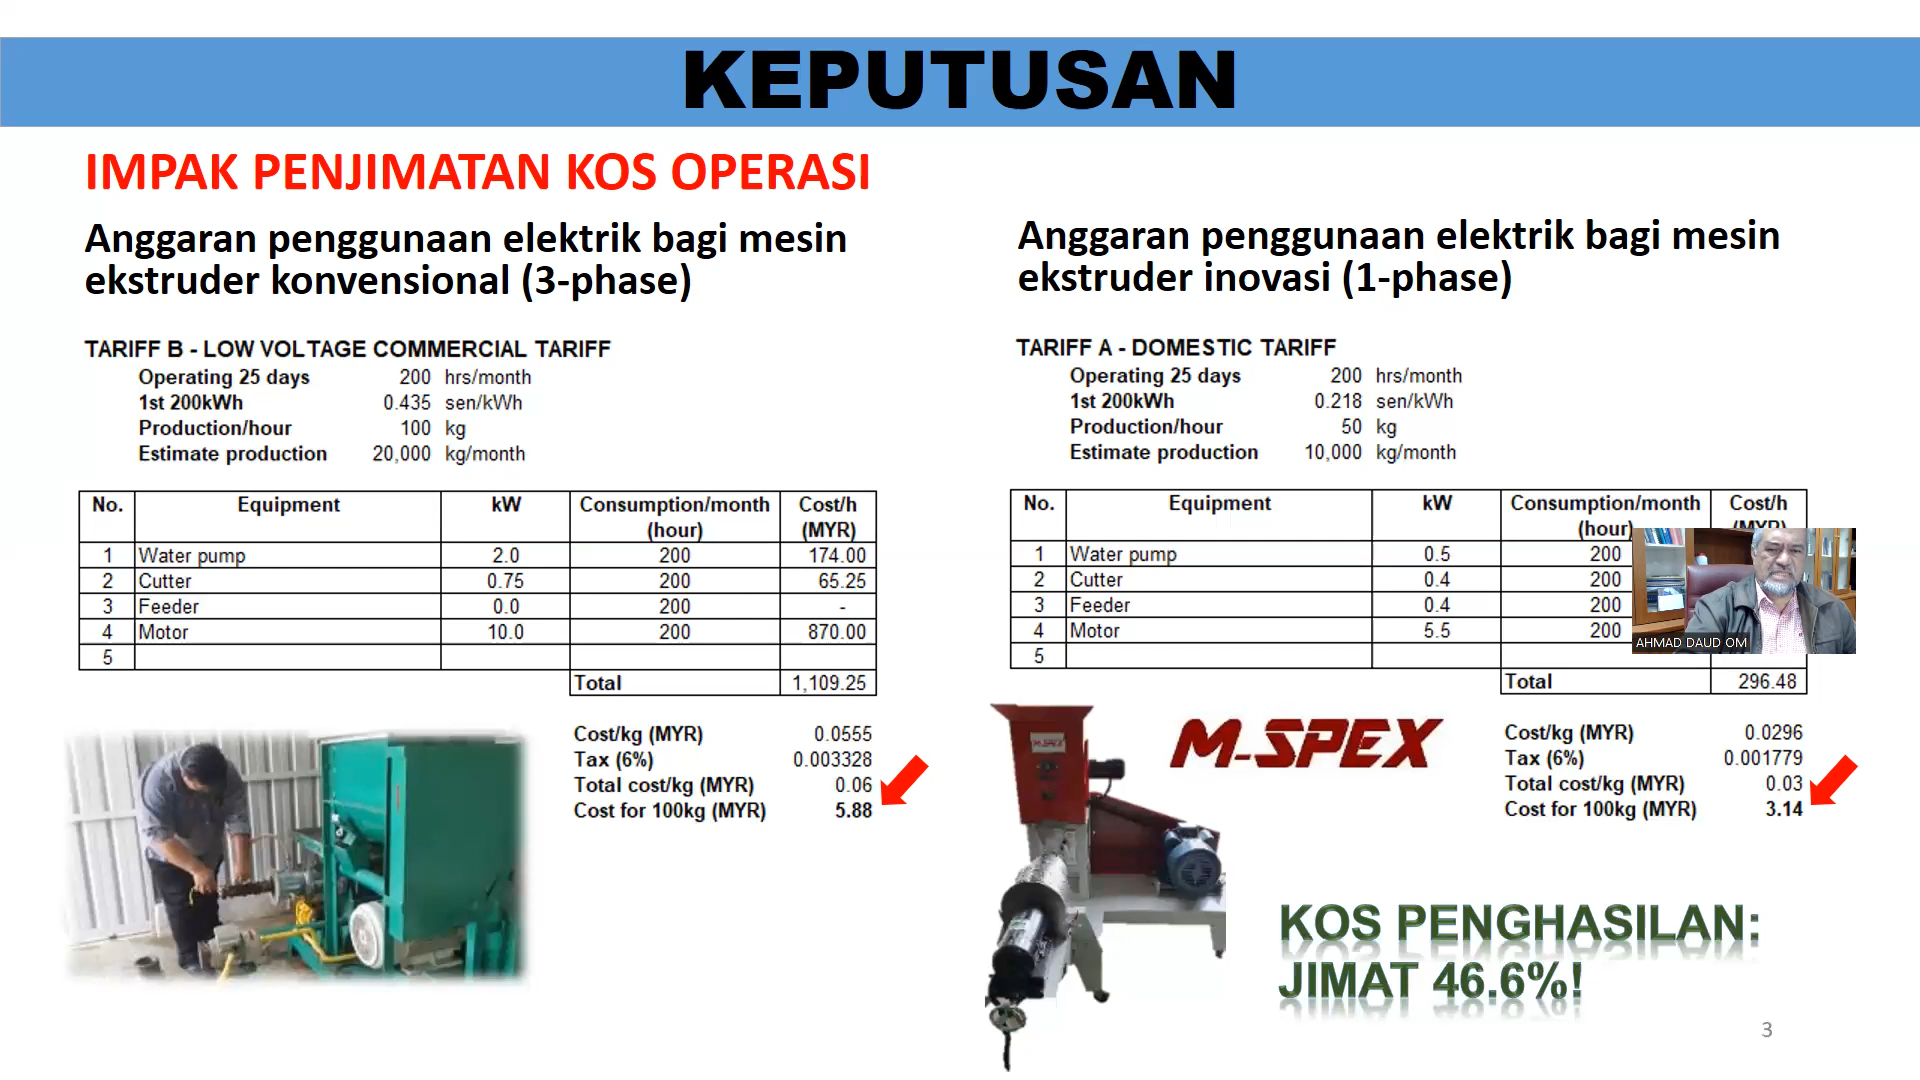 KEPUTUSAN
IMPAK PENJIMATAN KOS OPERASI
Anggaran penggunaan elektrik bagi mesin
ekstruder konvensional (3-phase)
TARIFF B - LOW VOLTAGE COMMERCIAL TARIFF
Operating 25 days 200 hrs/month
1st 200kWh 0.435 sen/kWh
Production/hour 100 kg
Estimate production 20,000 kg/month
No. Equipment kW Consumption/month Cost/h
(hour) (MYR)
1 Water pump 2.0 200 174.00
2 Cutter 0.75 200 65.25
3 Feeder 0.0 200 -
4 Motor 10.0 200 870.00
5
Total 1,109.25
Cost/kg (MYR) 0.0555
Tax (6%) 0.003328
Total cost/kg (MYR) 0.06
Cost for 100kg (MYR) 5.88
Anggaran penggunaan elektrik bagi mesin
ekstruder inovasi (1-phase)
TARIFF A - DOMESTIC TARIFF
Operating 25 days 200 hrs/month
1st 200kWh 0.218 sen/kWh
Production/hour 50 kg
Estimate production 10,000 kg/month
No. Equipment kW Consumption/month Cost/h
(hour) (MYR)
1 Water pump 0.5 200
2 Cutter 0.4 200
3 Feeder 0.4 200
4 Motor 5.5 200
5
AHMAD DAUD OM
Total 296.48
M-SPEX
M-SPEX
Cost/kg (MYR) 0.0296
Tax (6%) 0.001779
Total cost/kg (MYR) 0.03
Cost for 100kg (MYR) 3.14
KOS PENGHASILAN:
JIMAT 46.6%!
3